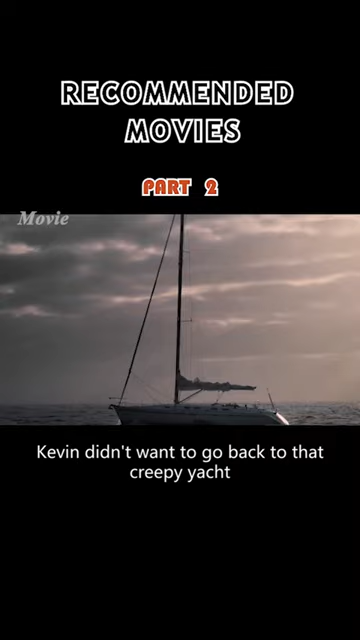 RECOMMENDED
MOVIES
PART 2
Movie
Kevin didn't want to go back to that
creepy yacht